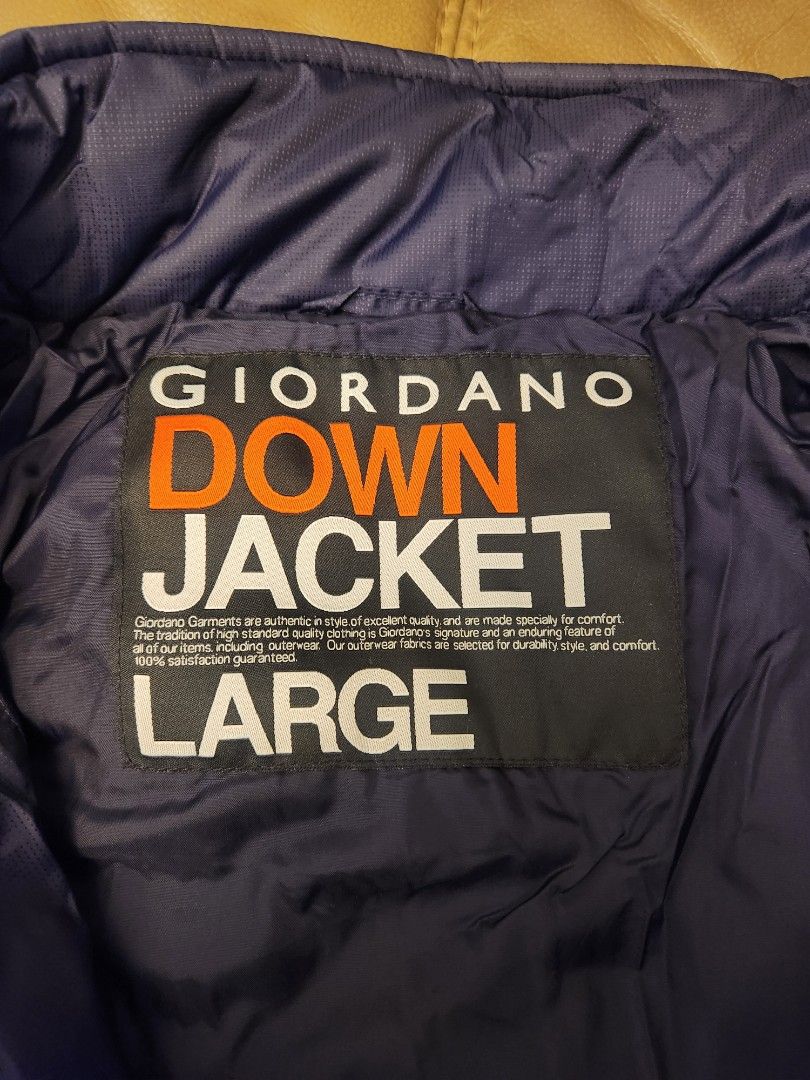 GIORDANO
DOWN
JACKET
Giordano Garments are authentic in style, of excellent quality, and are made specially for comfort.
The tradition of high standard quality clothing is Giordano's signature and an enduring feature of
all of our items, including outerwear. Our outerwear fabrics are selected for durability, style, and comfort.
100% satisfaction guaranteed.
LARGE